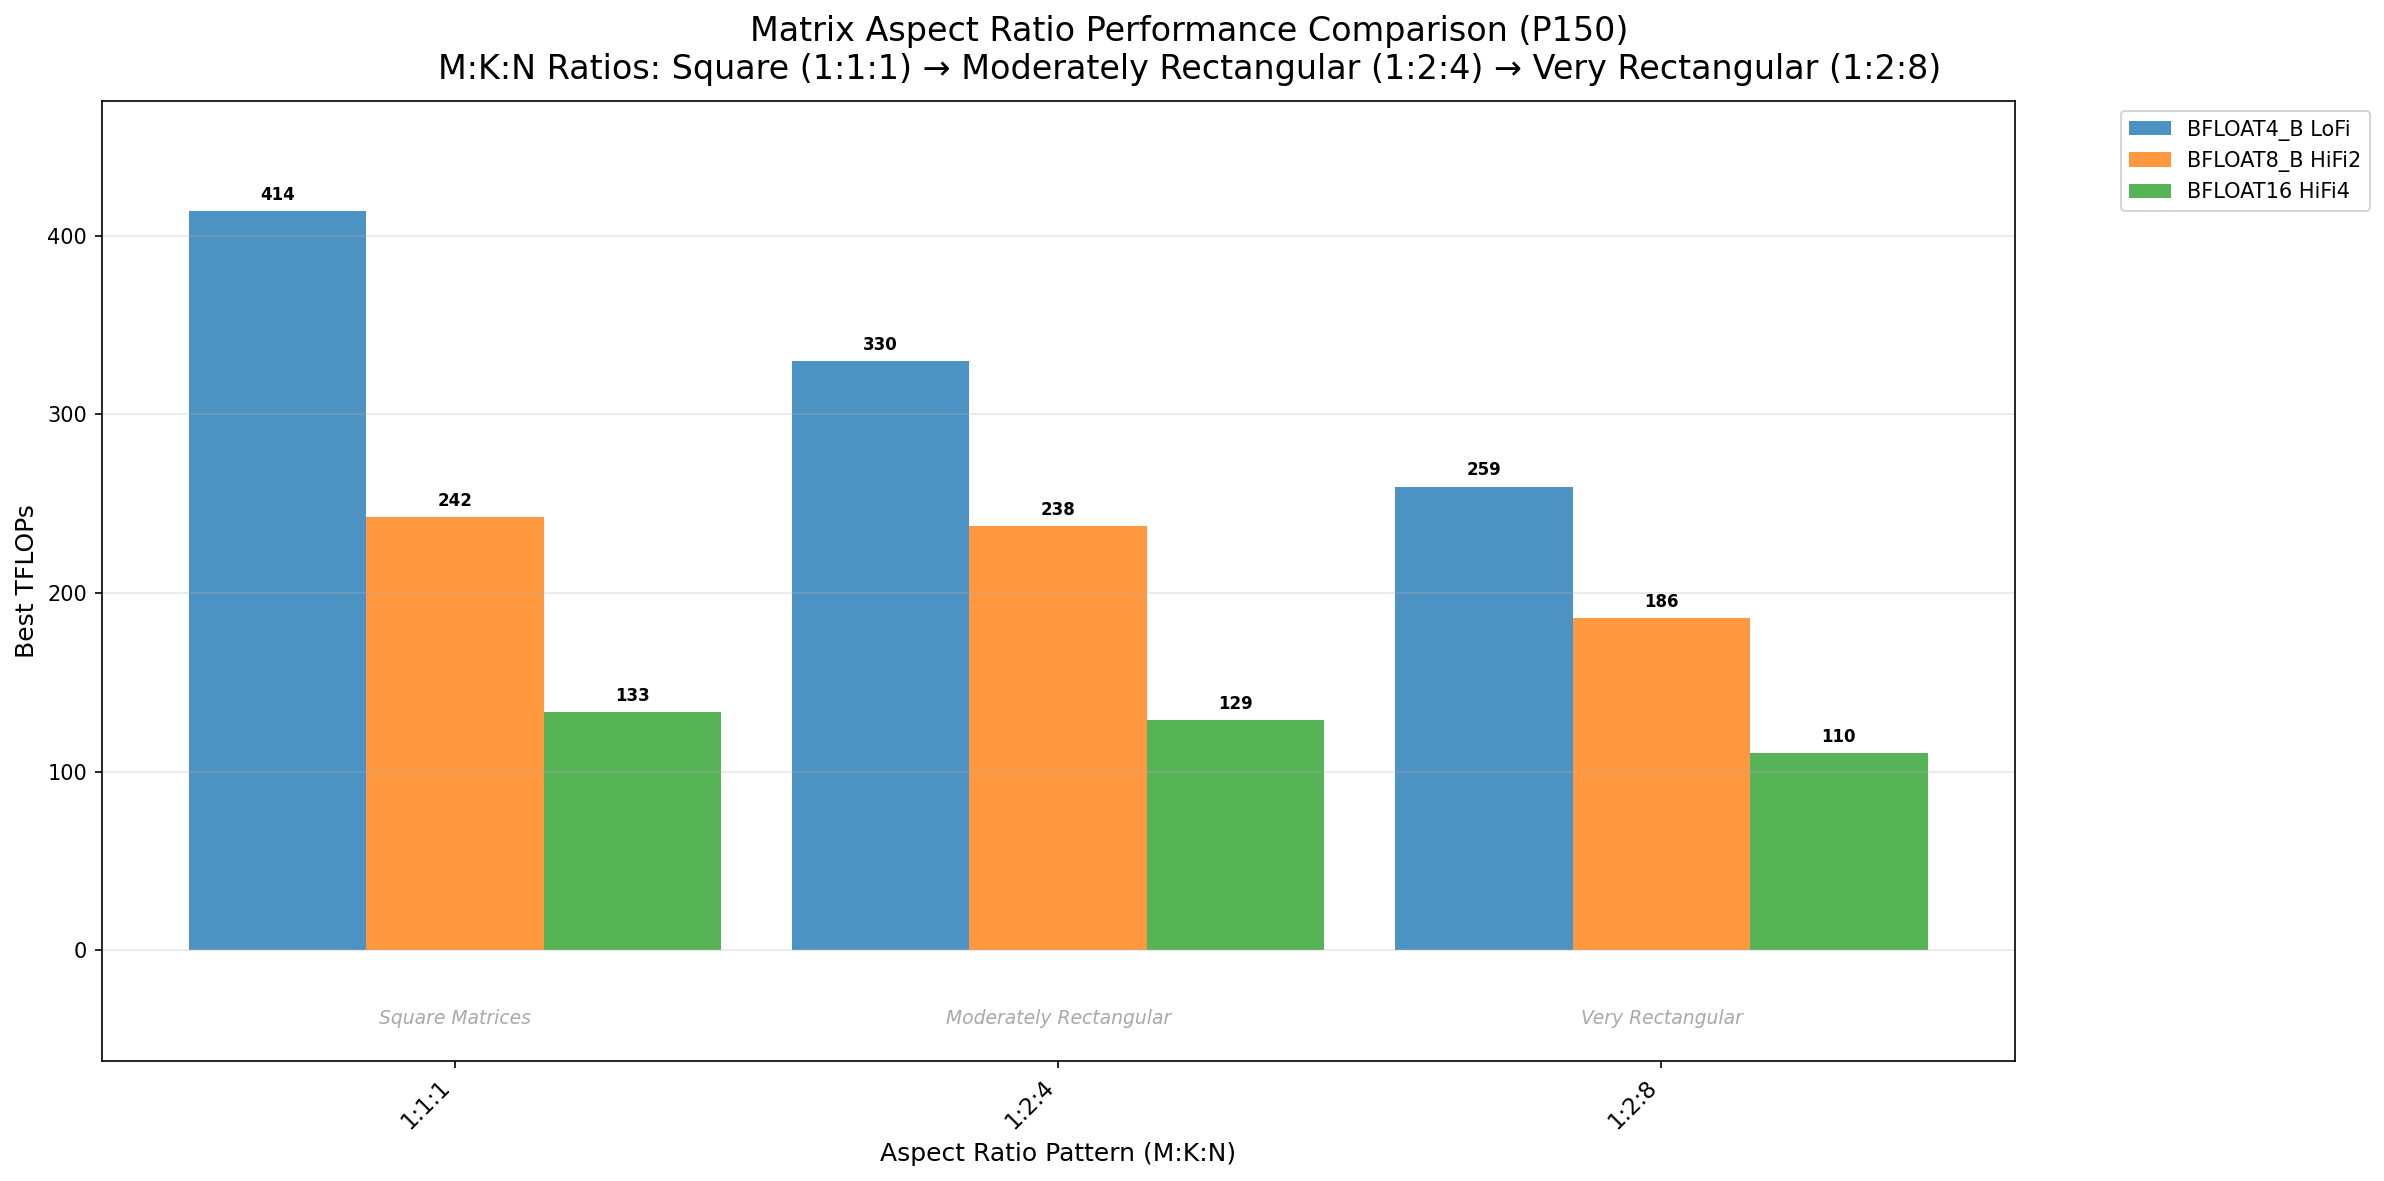 Matrix Aspect Ratio Performance Comparison (P150)
M:K:N Ratios: Square (1:1:1) → Moderately Rectangular (1:2:4) → Very Rectangular (1:2:8)
BFLOAT4_B LoFi
BFLOAT8_B HiFi2
BFLOAT16 HiFi4
Best TFLOPs
400
300
200
100
0
414
242
133
330
238
129
259
186
110
Square Matrices
Moderately Rectangular
Very Rectangular
1:1:1
1:2:4
1:2:8
Aspect Ratio Pattern (M:K:N)